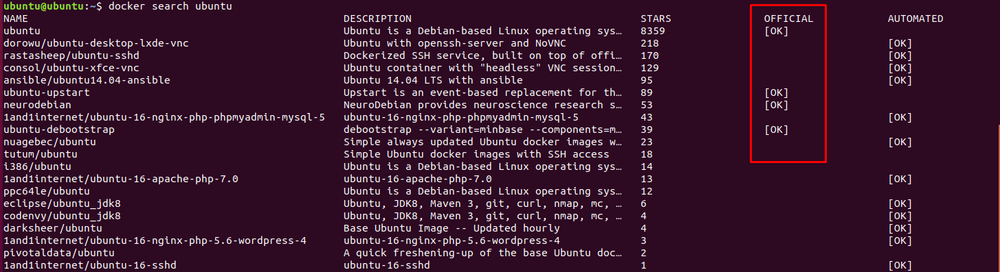 ubuntu@ubuntu:~$ docker search ubuntu
NAME DESCRIPTION STARS OFFICIAL AUTOMATED
ubuntu Ubuntu is a Debian-based Linux operating sys… 8359 [OK]
dorowu/ubuntu-desktop-lxde-vnc Ubuntu with openssh-server and NoVNC 218 [OK]
rastasheep/ubuntu-sshd Dockerized SSH service, built on top of offi… 170 [OK]
consol/ubuntu-xfce-vnc Ubuntu container with "headless" VNC session… 129 [OK]
ansible/ubuntu14.04-ansible Ubuntu 14.04 LTS with ansible 95 [OK]
ubuntu-upstart Upstart is an event-based replacement for th… 89 [OK]
neurodebian NeuroDebian provides neuroscience research s… 53 [OK]
1and1internet/ubuntu-16-nginx-php-phpmyadmin-mysql-5 ubuntu-16-nginx-php-phpmyadmin-mysql-5 43 [OK]
ubuntu-debootstrap debootstrap --variant=minbase --components=m… 39 [OK]
nuagebec/ubuntu Simple always updated Ubuntu docker images w… 23 [OK]
tutum/ubuntu Simple Ubuntu docker images with SSH access 18
i386/ubuntu Ubuntu is a Debian-based Linux operating sys… 14
1and1internet/ubuntu-16-apache-php-7.0 ubuntu-16-apache-php-7.0 13 [OK]
ppc64le/ubuntu Ubuntu is a Debian-based Linux operating sys… 12
eclipse/ubuntu_jdk8 Ubuntu, JDK8, Maven 3, git, curl, nmap, mc, … 6 [OK]
codenvy/ubuntu_jdk8 Ubuntu, JDK8, Maven 3, git, curl, nmap, mc, … 4 [OK]
darksheer/ubuntu Base Ubuntu Image -- Updated hourly 4 [OK]
1and1internet/ubuntu-16-nginx-php-5.6-wordpress-4 ubuntu-16-nginx-php-5.6-wordpress-4 3 [OK]
pivotaldata/ubuntu A quick freshening-up of the base Ubuntu doc… 2
1and1internet/ubuntu-16-sshd ubuntu-16-sshd 1 [OK]